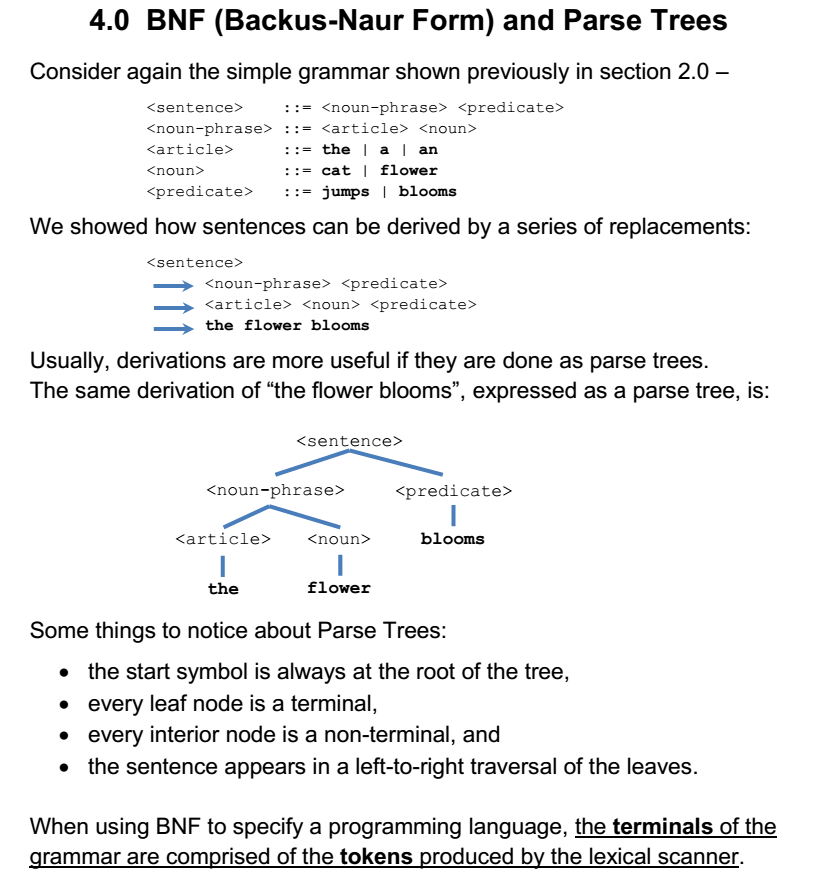 4.0 BNF (Backus-Naur Form) and Parse Trees
Consider again the simple grammar shown previously in section 2.0 –
<sentence> ::= <noun-phrase> <predicate>
<noun-phrase> ::= <article> <noun>
<article> ::= the | a | an
<noun> ::= cat | flower
<predicate> ::= jumps | blooms
We showed how sentences can be derived by a series of replacements:
<sentence>
<noun-phrase> <predicate>
<article> <noun> <predicate>
the flower blooms
Usually, derivations are more useful if they are done as parse trees.
The same derivation of “the flower blooms”, expressed as a parse tree, is:
<sentence>
<noun-phrase> <predicate>
<article> <noun> blooms
the flower
Some things to notice about Parse Trees:
• the start symbol is always at the root of the tree,
• every leaf node is a terminal,
• every interior node is a non-terminal, and
• the sentence appears in a left-to-right traversal of the leaves.
When using BNF to specify a programming language, the terminals of the
grammar are comprised of the tokens produced by the lexical scanner.